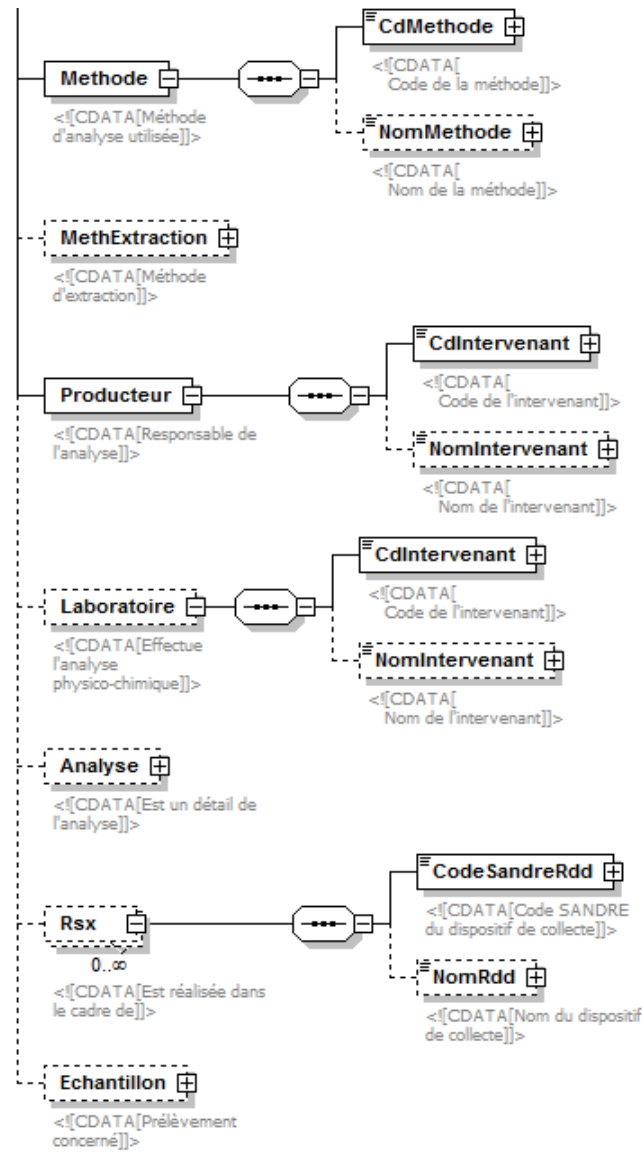 CdMethode
<![CDATA[
Code de la méthode]]>
Methode
<![CDATA[Méthode
d'analyse utilisée]]>
NomMethode
<![CDATA[
Nom de la méthode]]>
MethExtraction
<![CDATA[Méthode
d'extraction]]>
CdIntervenant
<![CDATA[
Code de l'intervenant]]>
Producteur
<![CDATA[Responsable de
l'analyse]]>
NomIntervenant
<![CDATA[
Nom de l'intervenant]]>
CdIntervenant
<![CDATA[
Code de l'intervenant]]>
Laboratoire
<![CDATA[Effectue
l'analyse
physico-chimique]]>
NomIntervenant
<![CDATA[
Nom de l'intervenant]]>
Analyse
<![CDATA[Est un détail de
l'analyse]]>
CodeSandreRdd
<![CDATA[Code SANDRE
du dispositif de collecte]]>
Rsx
0..∞
<![CDATA[Est réalisée dans
le cadre de]]>
NomRdd
<![CDATA[Nom du dispositif
de collecte]]>
Echantillon
<![CDATA[Prélèvement
concerné]]>